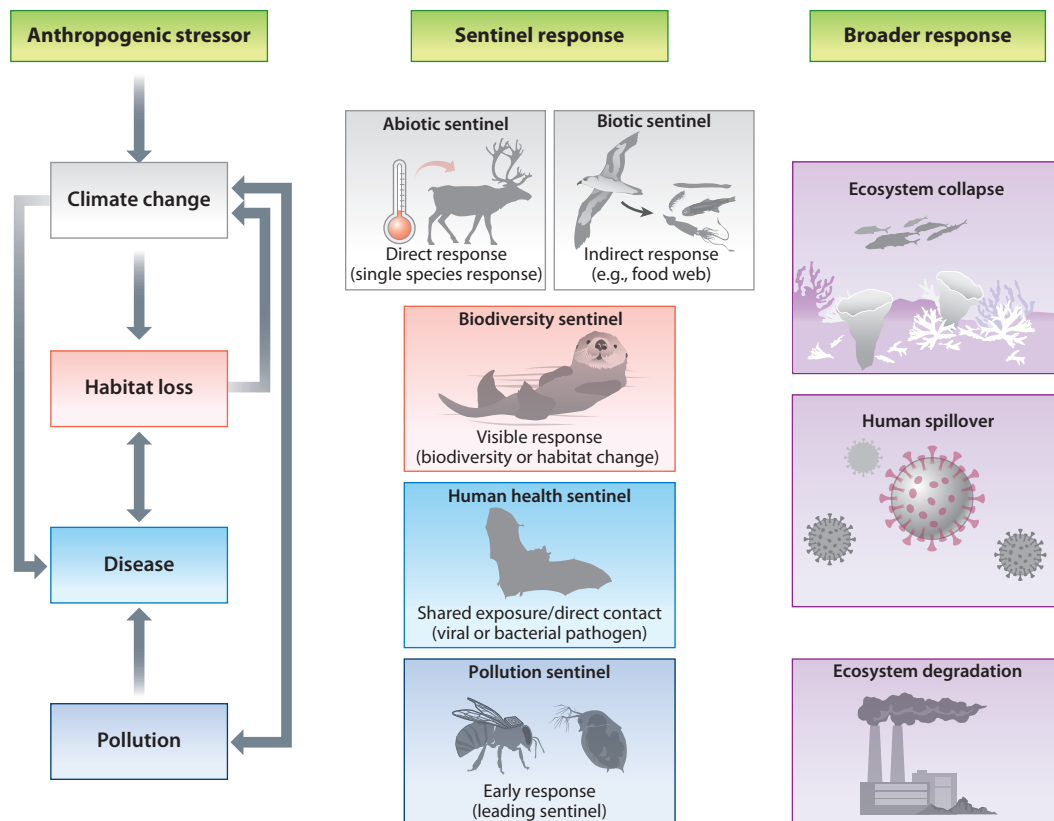 Anthropogenic stressor
Climate change
Habitat loss
Disease
Pollution
Sentinel response
Abiotic sentinel
Direct response
(single species response)
Biotic sentinel
Indirect response
(e.g., food web)
Biodiversity sentinel
Visible response
(biodiversity or habitat change)
Human health sentinel
Shared exposure/direct contact
(viral or bacterial pathogen)
Pollution sentinel
Early response
(leading sentinel)
Broader response
Ecosystem collapse
Human spillover
Ecosystem degradation